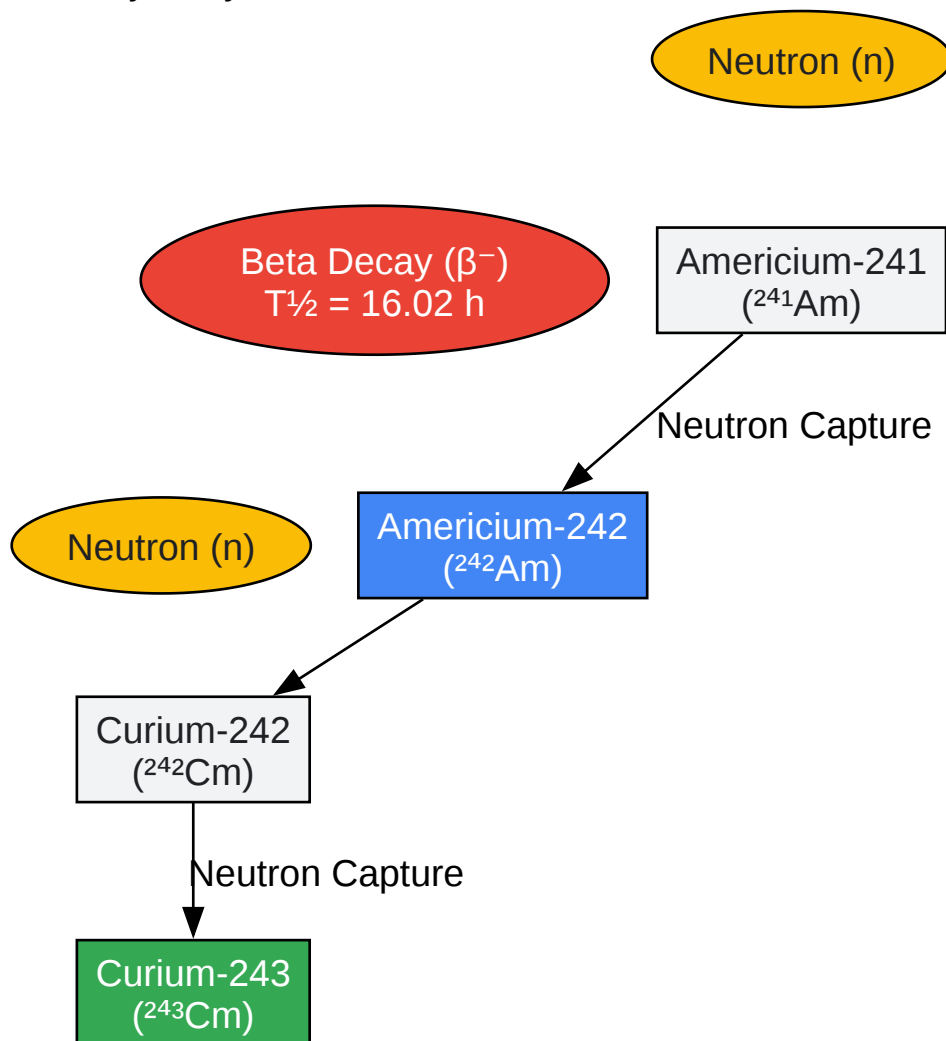 Neutron (n)
Beta Decay (β⁻)
T½ = 16.02 h
Americium-241
(²⁴¹Am)
Neutron Capture
Neutron (n)
Americium-242
(²⁴²Am)
Curium-242
(²⁴²Cm)
Neutron Capture
Curium-243
(²⁴³Cm)